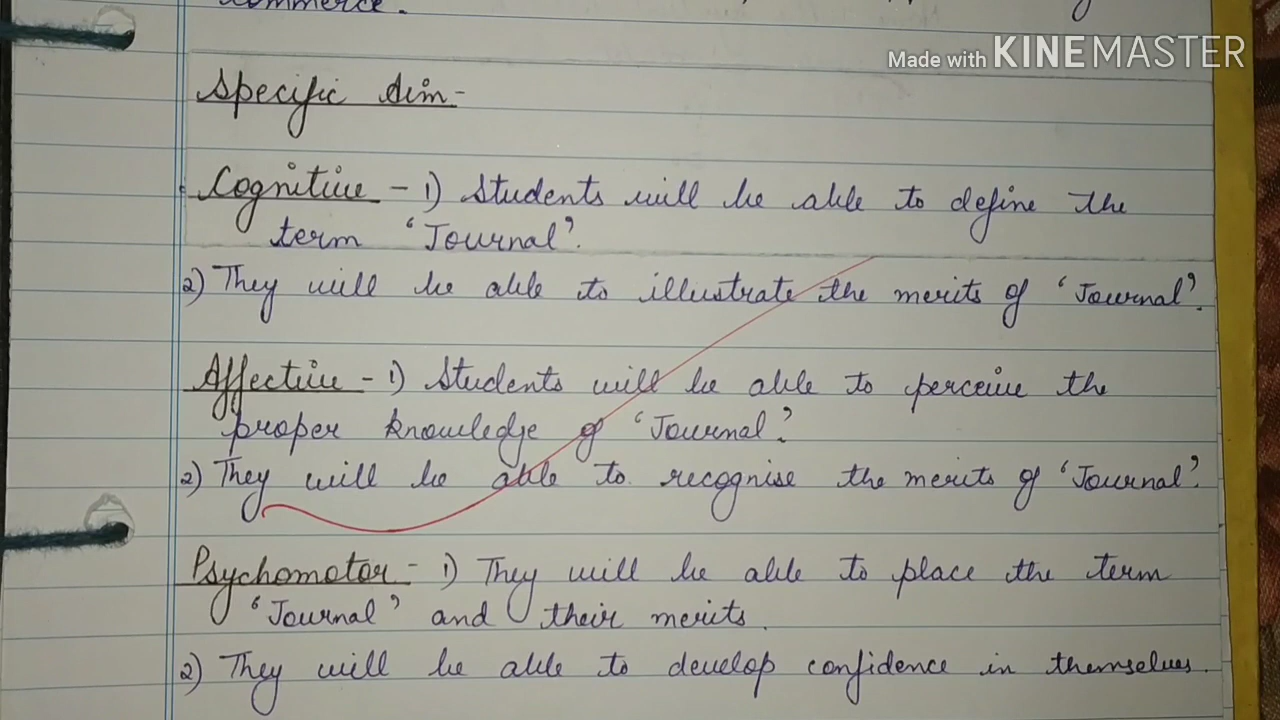 commerce.
Made with KINEMASTER
Specific Aim-
Cognitive - 1) Students will be able to define the
term 'Journal'.
2) They will be able to illustrate the merits of 'Journal'.
Affective - 1) Students will be able to perceive the
proper knowledge of 'Journal'.
2) They will be able to recognise the merits of 'Journal'.
Psychomotor - 1) They will be able to place the term
'Journal' and their merits.
2) They will be able to develop confidence in themselves.